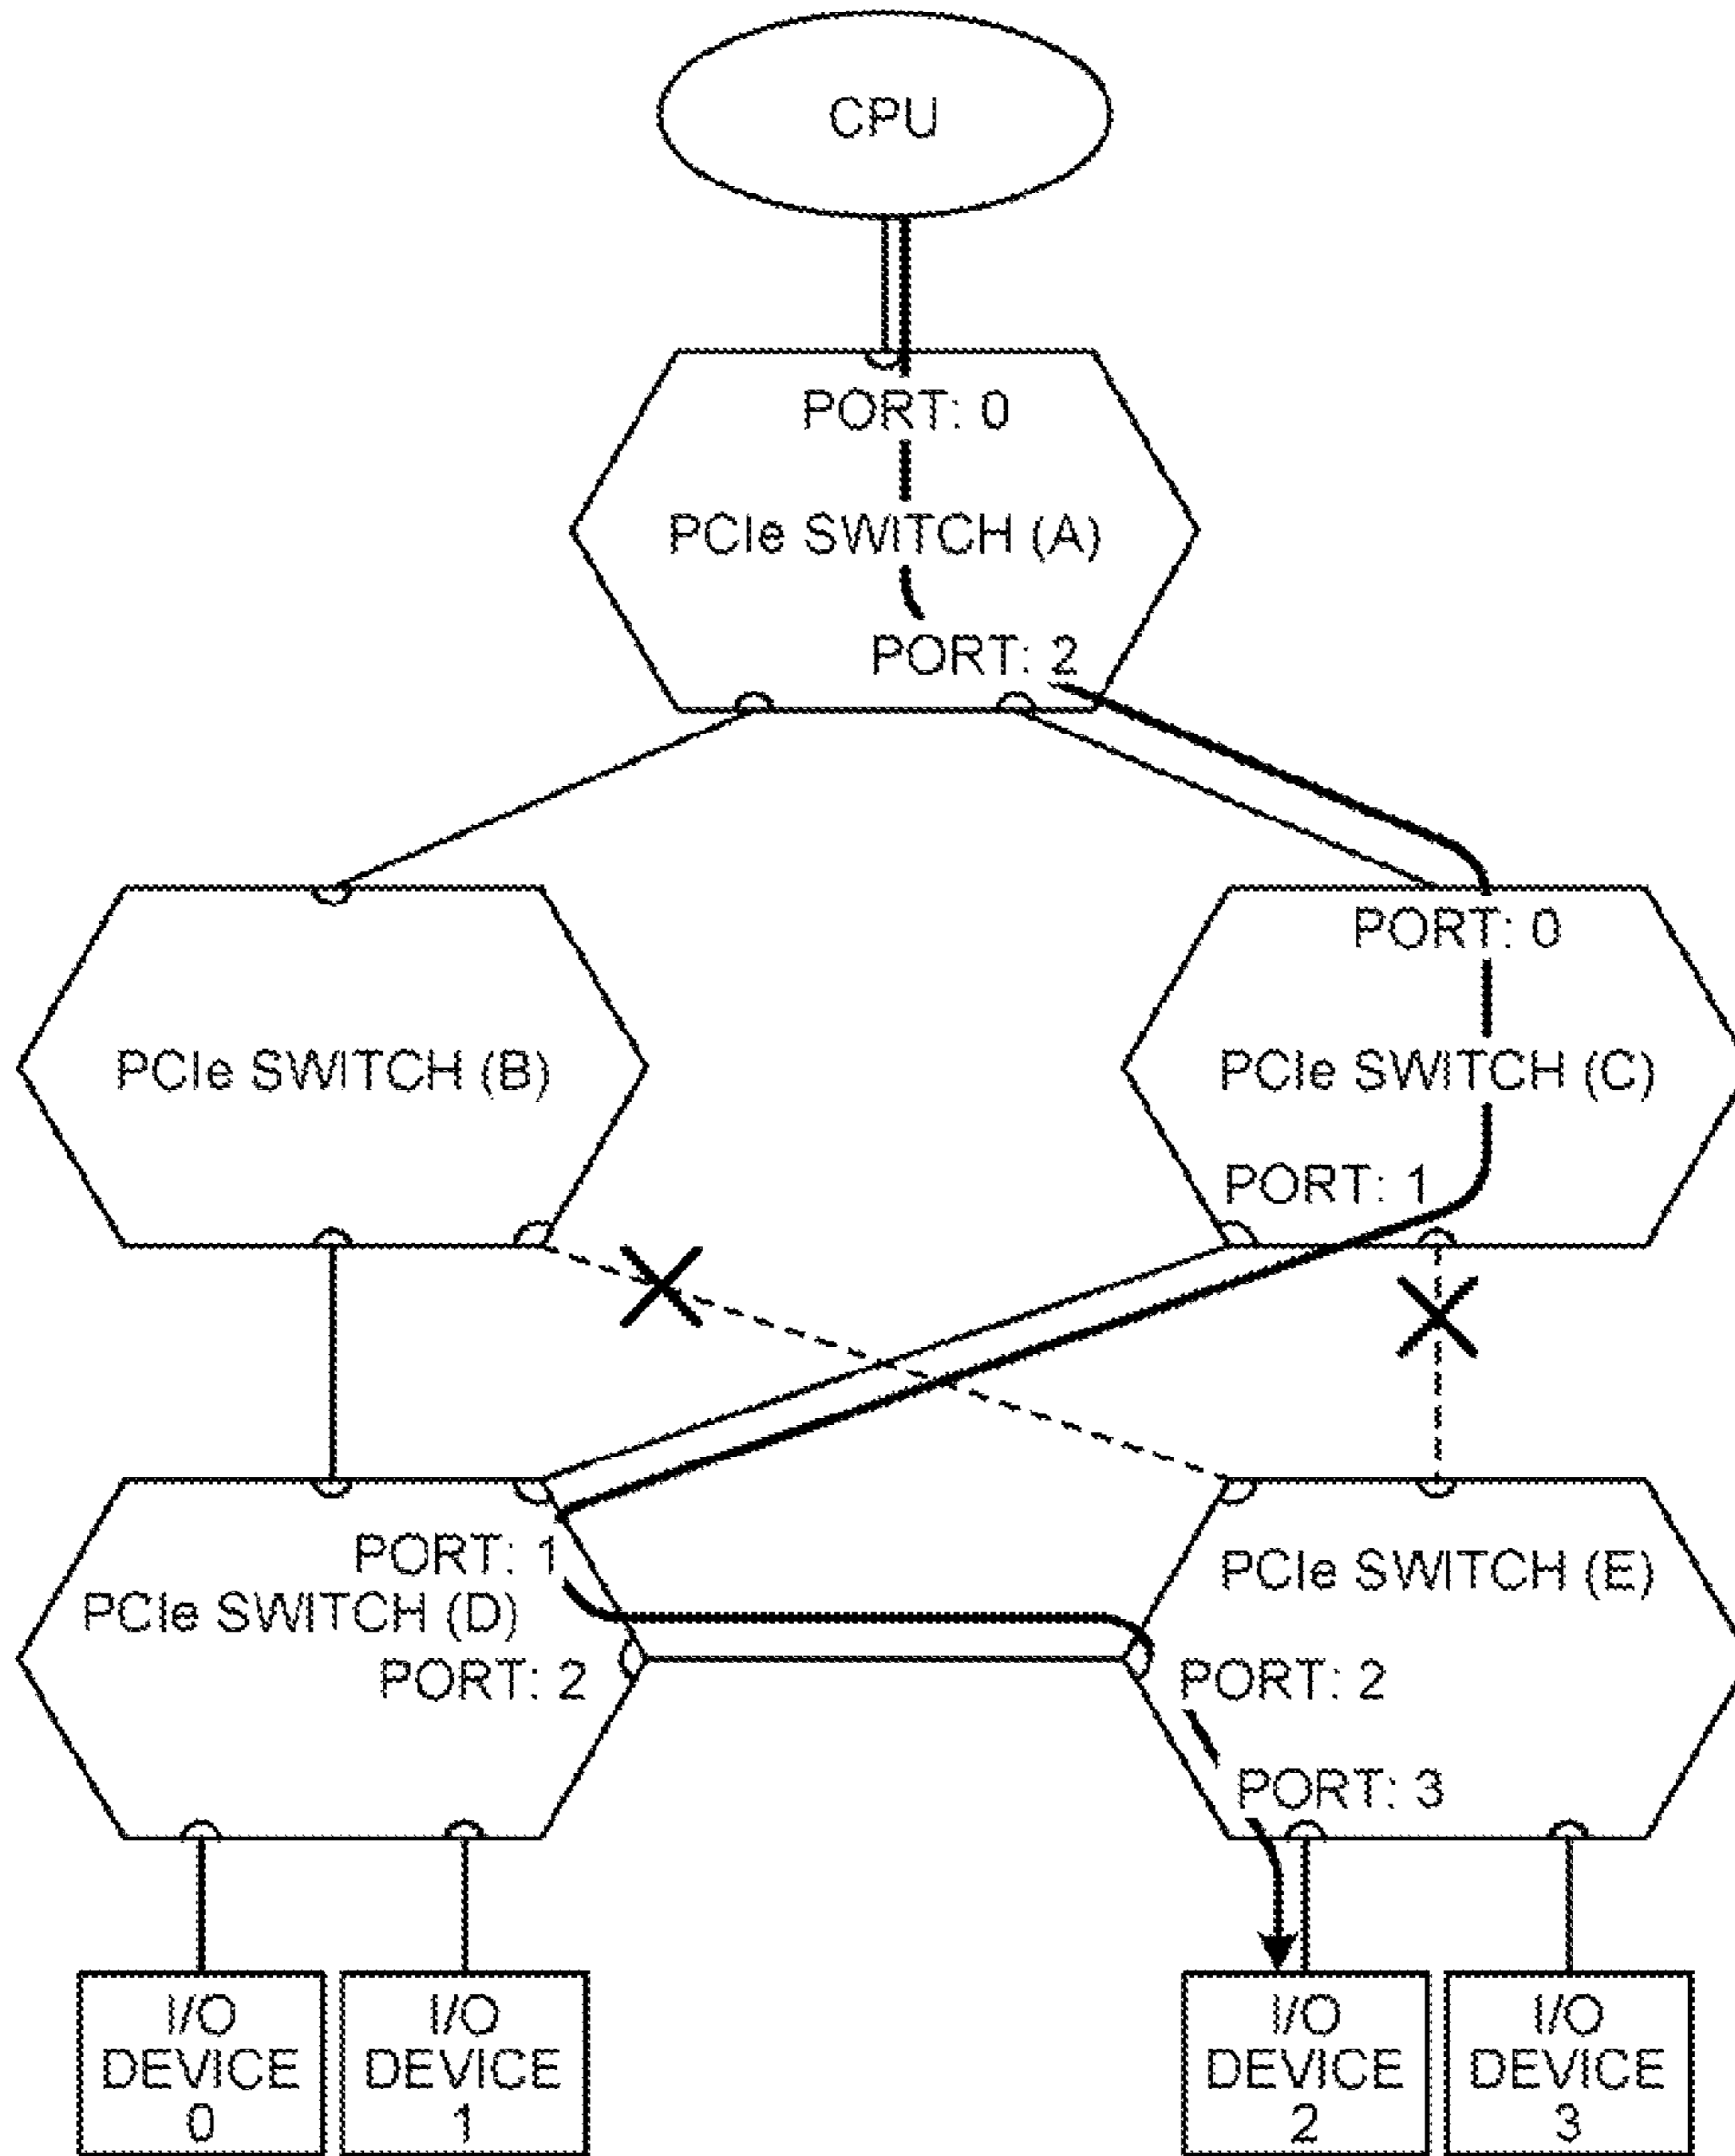 CPU
PORT: 0
PCIe SWITCH (A)
PORT: 2
PORT: 0
PCIe SWITCH (B)
PCIe SWITCH (C)
PORT: 1
PORT: 1
PCIe SWITCH (E)
PCIe SWITCH (D)
PORT: 2
PORT: 2
PORT: 3
I/O
DEVICE
0
I/O
DEVICE
1
I/O
DEVICE
2
I/O
DEVICE
3